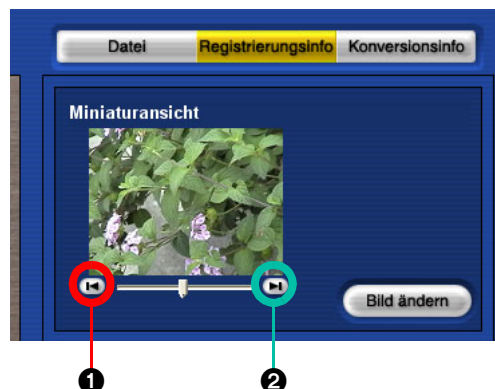 Datei Registrierungsinfo Konversionsinfo
Miniaturansicht
Bild ändern
1 2